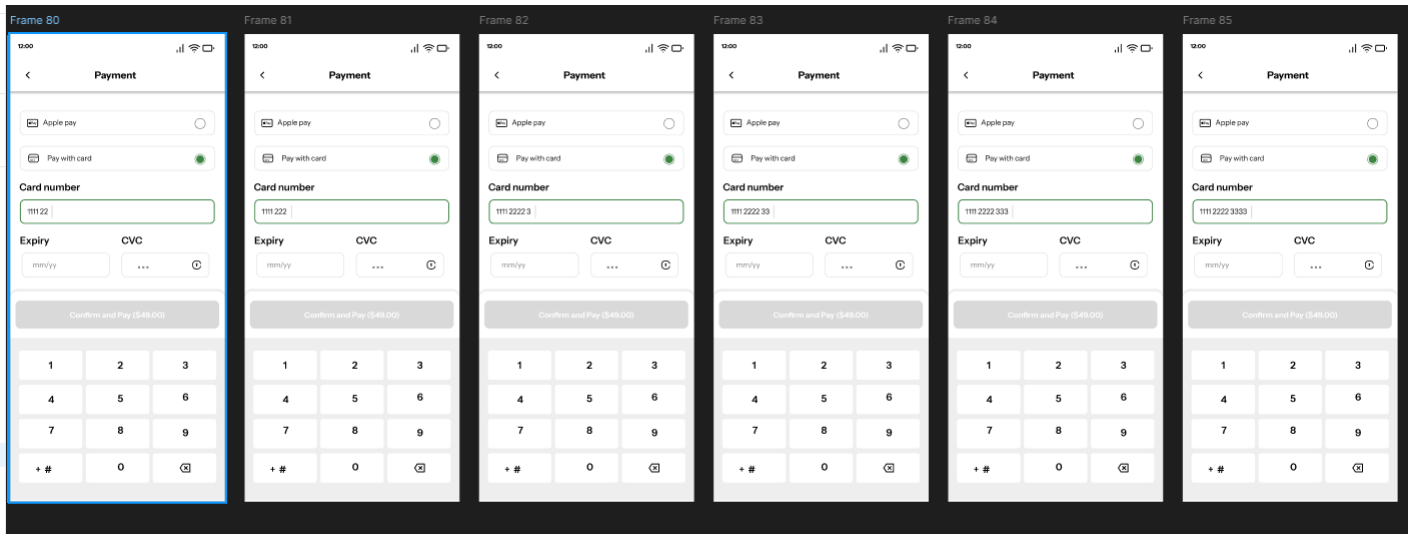 Frame 80
12:00
Payment
Apple pay
Pay with card
Card number
1111 22
Expiry CVC
mm/yy ...
Confirm and Pay ($49.00)
1 2 3
4 5 6
7 8 9
+ # 0
Frame 81
12:00
Payment
Apple pay
Pay with card
Card number
1111 222
Expiry CVC
mm/yy ...
Confirm and Pay ($49.00)
1 2 3
4 5 6
7 8 9
+ # 0
Frame 82
12:00
Payment
Apple pay
Pay with card
Card number
1111 2222 3
Expiry CVC
mm/yy ...
Confirm and Pay ($49.00)
1 2 3
4 5 6
7 8 9
+ # 0
Frame 83
12:00
Payment
Apple pay
Pay with card
Card number
1111 2222 33
Expiry CVC
mm/yy ...
Confirm and Pay ($49.00)
1 2 3
4 5 6
7 8 9
+ # 0
Frame 84
12:00
Payment
Apple pay
Pay with card
Card number
1111 2222 333
Expiry CVC
mm/yy ...
Confirm and Pay ($49.00)
1 2 3
4 5 6
7 8 9
+ # 0
Frame 85
12:00
Payment
Apple pay
Pay with card
Card number
1111 2222 3333
Expiry CVC
mm/yy ...
Confirm and Pay ($49.00)
1 2 3
4 5 6
7 8 9
+ # 0